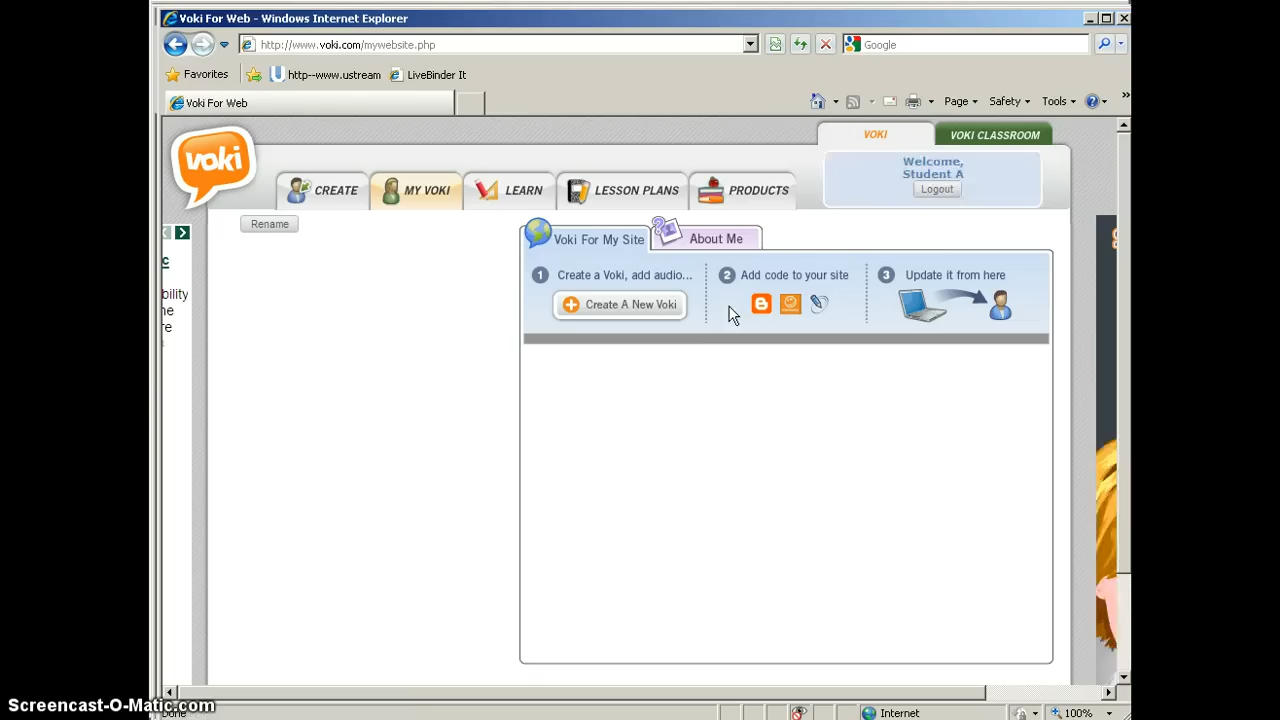 Voki For Web - Windows Internet Explorer
http://www.voki.com/mywebsite.php
Google
Favorites
http--www.ustream
LiveBinder It
Voki For Web
Page
Safety
Tools
»
VOKI
VOKI CLASSROOM
voki
CREATE
MY VOKI
LEARN
LESSON PLANS
PRODUCTS
Welcome,
Student A
Logout
Rename
Voki For My Site
About Me
c
bility
he
re
1 Create a Voki, add audio...
Create A New Voki
2 Add code to your site
3 Update it from here
Screencast-O-Matic.com
Done
Internet
100%